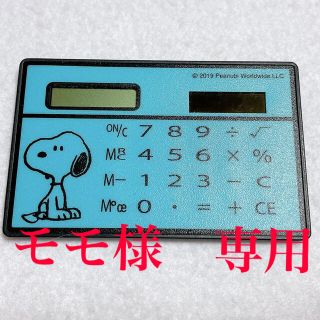 © 2019 Peanuts Worldwide LLC
ON/C 7 8 9 ÷ √
4 5 6 × %
M− 1 2 3 − C
0 · = + CE
モモ様 専用